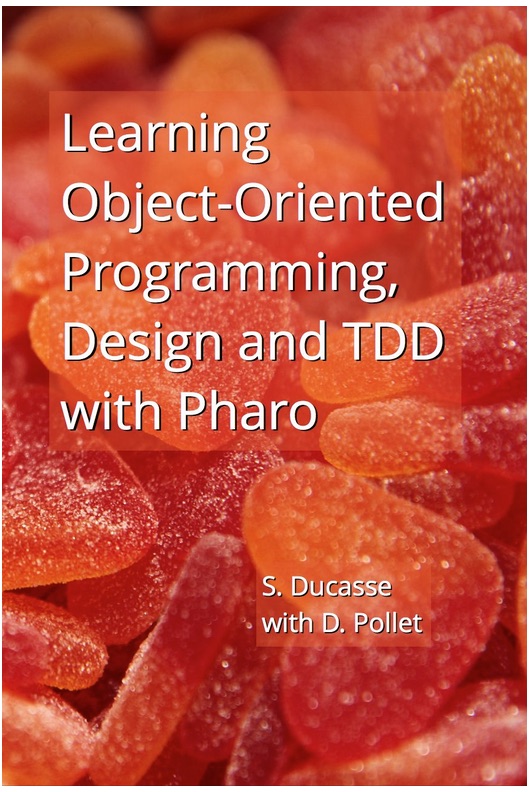 Learning
Object-Oriented
Programming,
Design and TDD
with Pharo
S. Ducasse
with D. Pollet